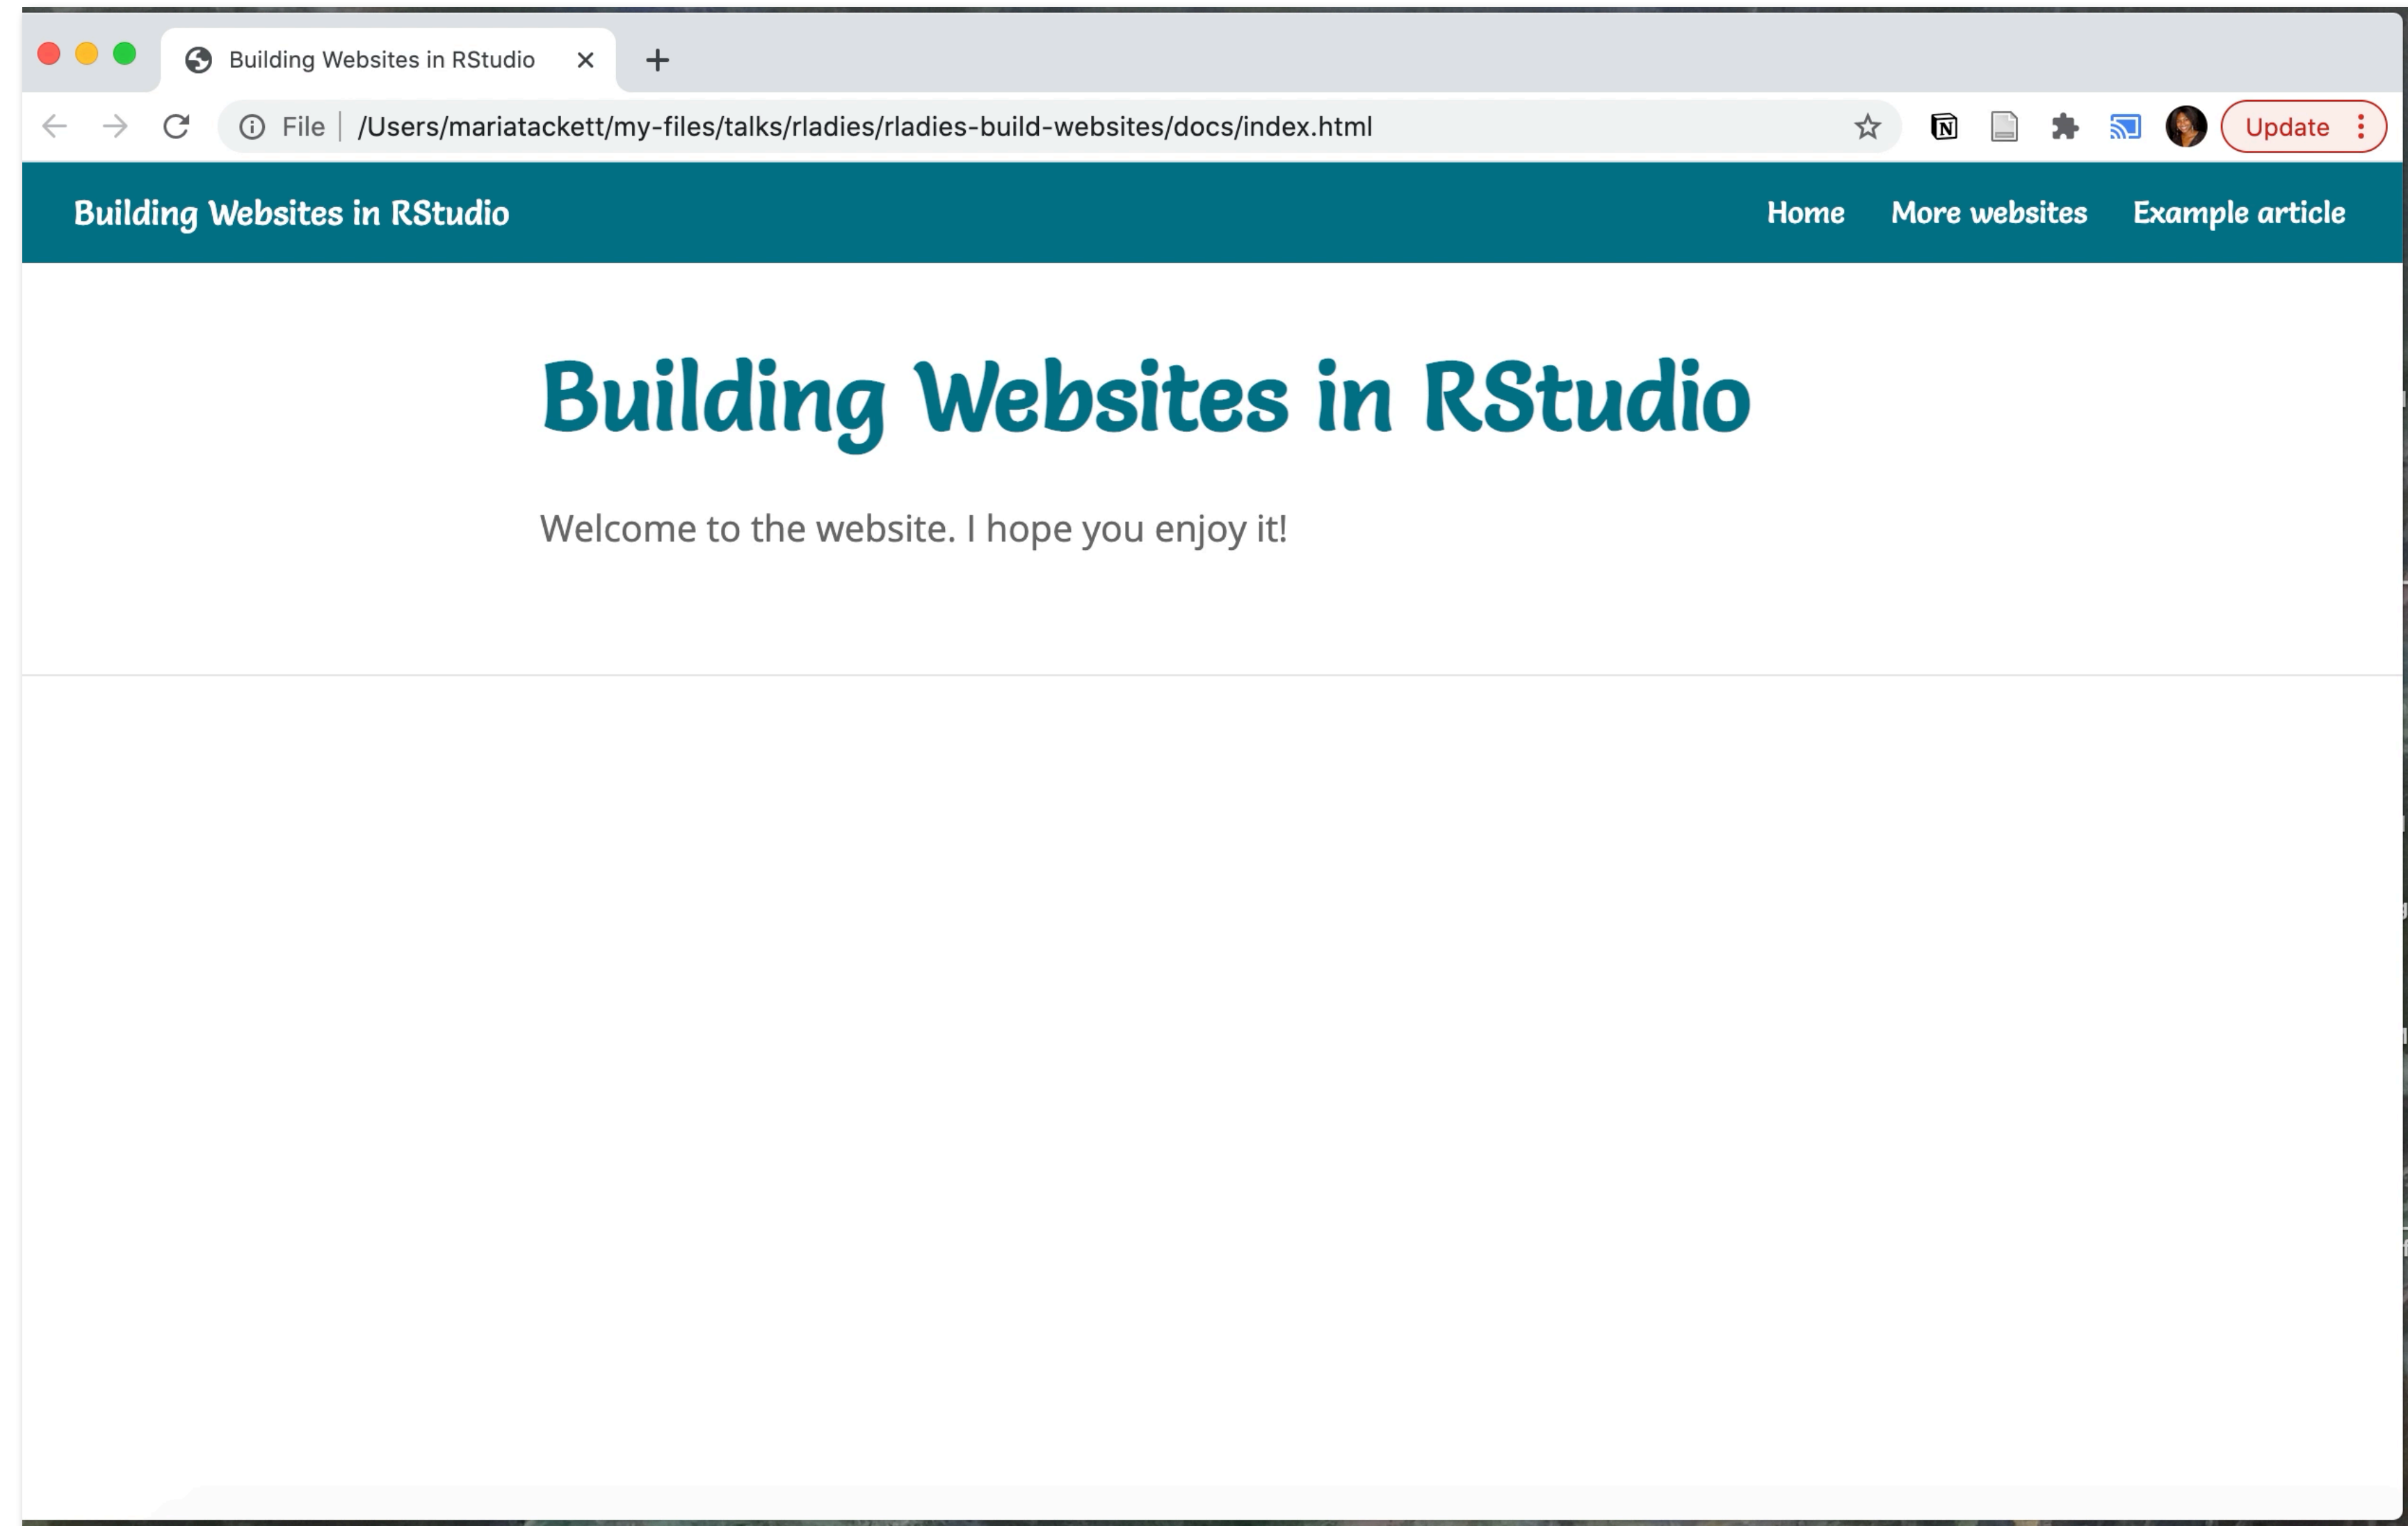 Building Websites in RStudio
File /Users/mariatackett/my-files/talks/rladies/rladies-build-websites/docs/index.html
Update
Building Websites in RStudio Home More websites Example article
Building Websites in RStudio
Welcome to the website. I hope you enjoy it!